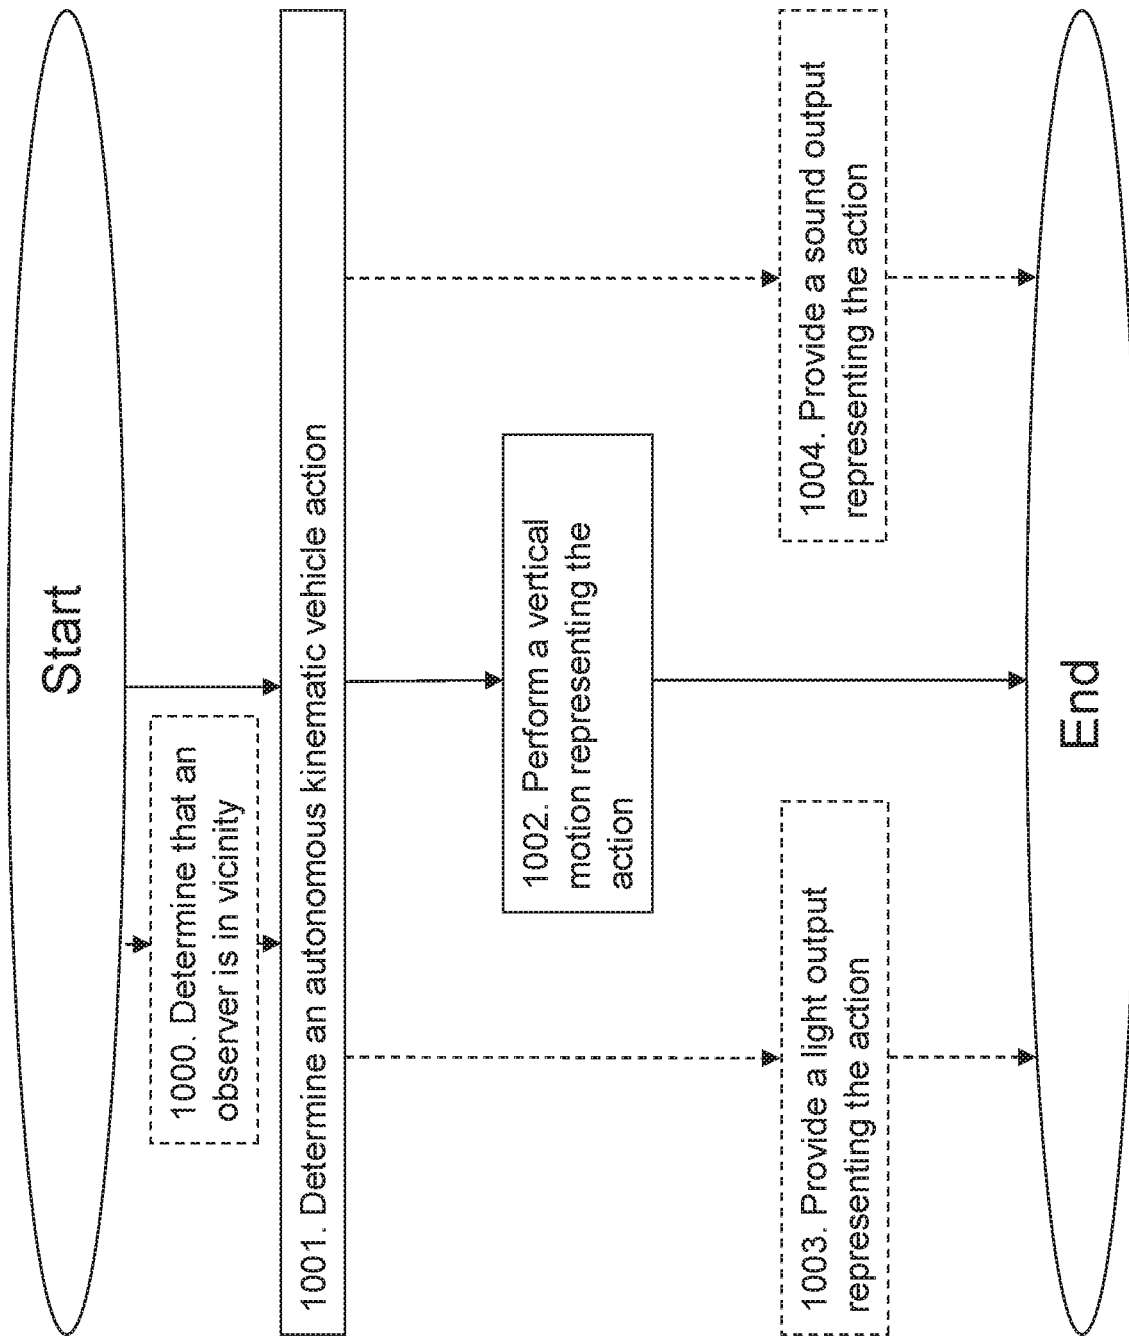 Start
1000. Determine that an
observer is in vicinity
1001. Determine an autonomous kinematic vehicle action
1002. Perform a vertical
motion representing the
action
1003. Provide a light output
representing the action
1004. Provide a sound output
representing the action
End